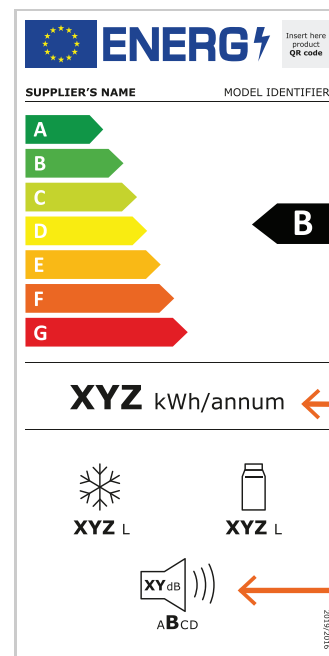 ENERG
Insert here
product
QR code
SUPPLIER'S NAME
MODEL IDENTIFIER
A
B
C
D
E
F
G
B
XYZ kWh/annum
XYZ L
XYZ L
XY dB
ABCD
2019/2016